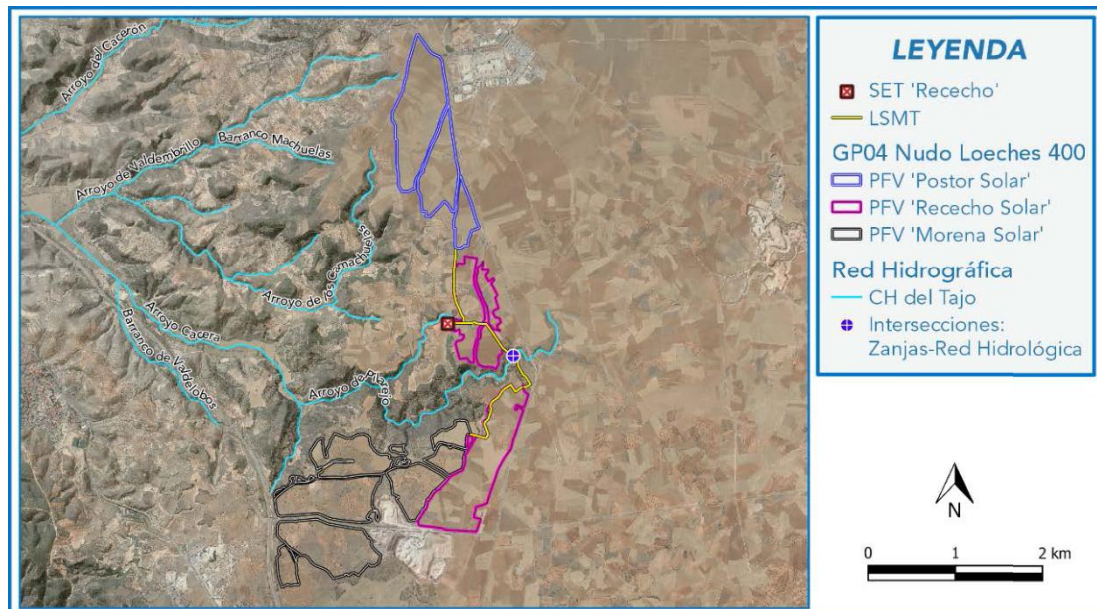 Arroyo del Cacerón
Arroyo de Valdembrillo
Barranco Machuelas
Arroyo de los Camachuelas
Arroyo Cacera
Barranco de Valdelobos
Arroyo de Pilarejo
LEYENDA
SET 'Rececho'
LSMT
GP04 Nudo Loeches 400
PFV 'Postor Solar'
PFV 'Rececho Solar'
PFV 'Morena Solar'
Red Hidrográfica
CH del Tajo
Intersecciones:
Zanjas-Red Hidrológica
N
0 1 2 km